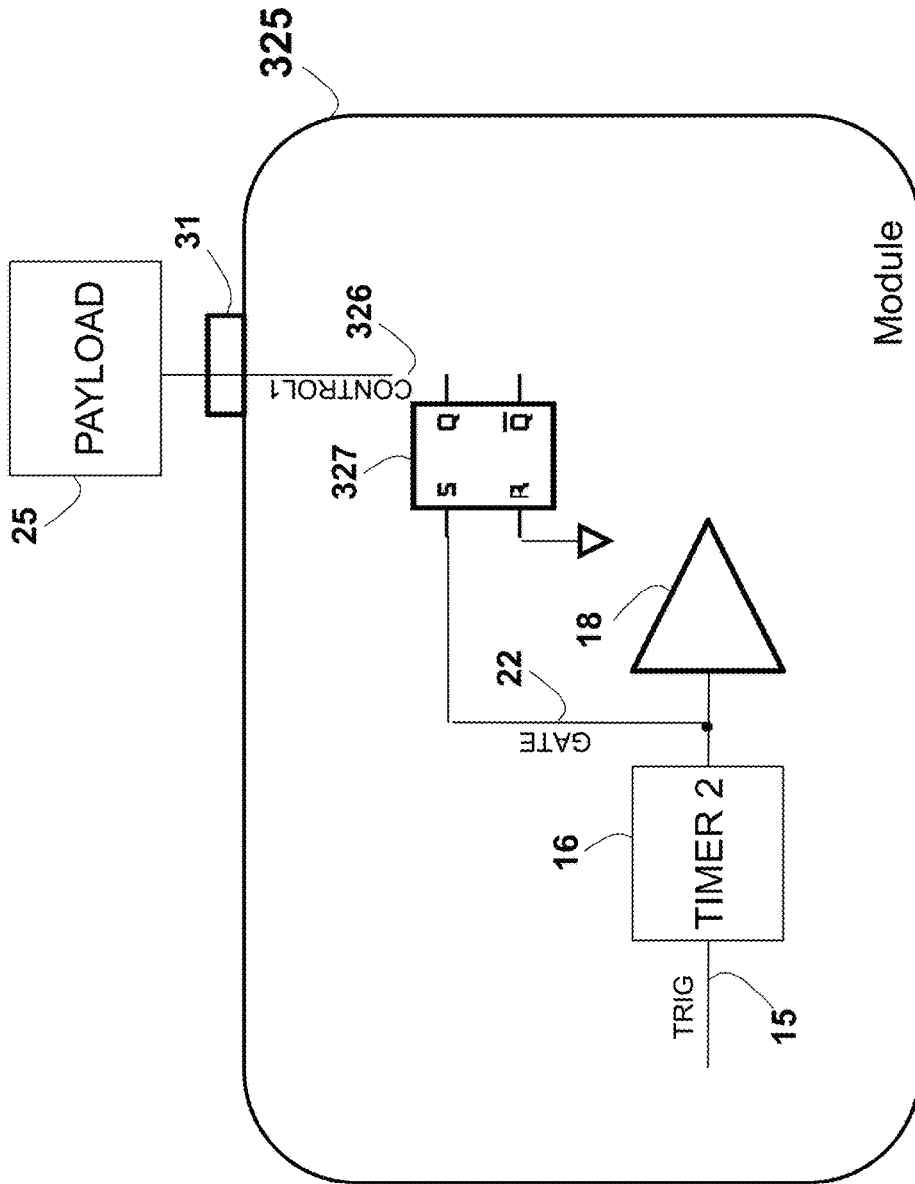 325
31
PAYLOAD
25
326
CONTROL1
327
S
Q
R
Q̅
22
GATE
18
16
TIMER 2
TRIG
15
Module